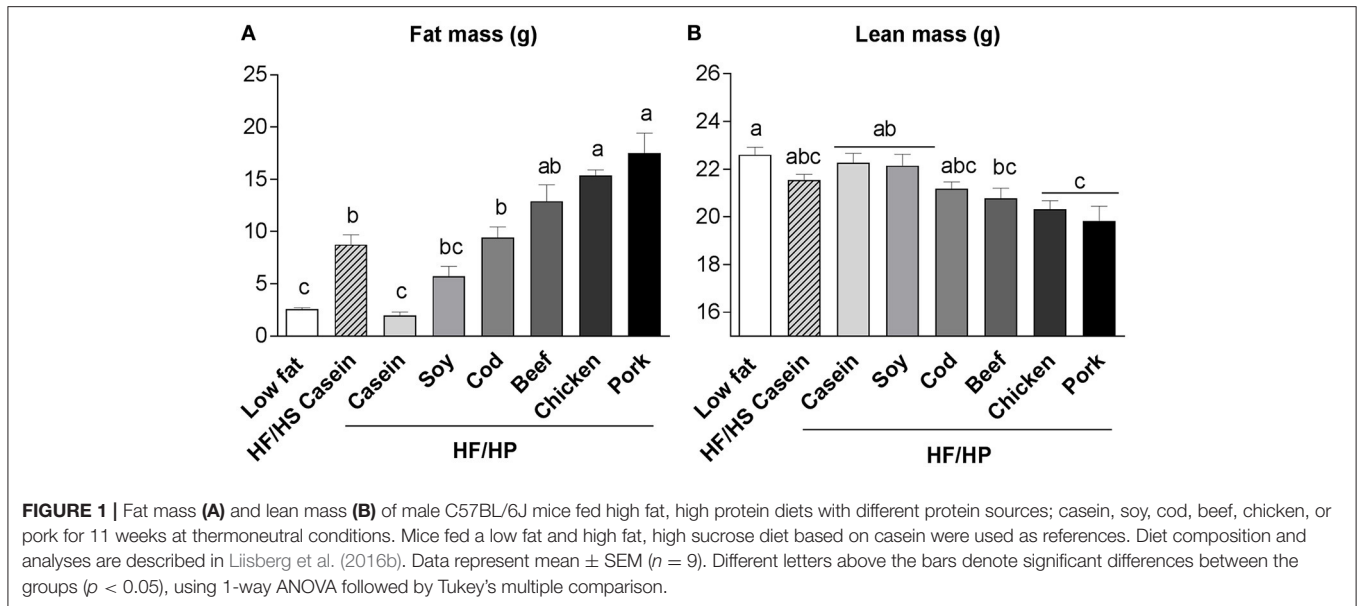 A Fat mass (g)
25
20
15
10
5
0
c
b
c
bc
b
ab
a
a
Low fat
HF/HS Casein
Casein
Soy
Cod
Beef
Chicken
Pork
HF/HP
B Lean mass (g)
26
24
22
20
18
16
a
abc
ab
abc
bc
c
Low fat
HF/HS Casein
Casein
Soy
Cod
Beef
Chicken
Pork
HF/HP
FIGURE 1 | Fat mass (A) and lean mass (B) of male C57BL/6J mice fed high fat, high protein diets with different protein sources; casein, soy, cod, beef, chicken, or
pork for 11 weeks at thermoneutral conditions. Mice fed a low fat and high fat, high sucrose diet based on casein were used as references. Diet composition and
analyses are described in Liisberg et al. (2016b). Data represent mean ± SEM (n = 9). Different letters above the bars denote significant differences between the
groups (p < 0.05), using 1-way ANOVA followed by Tukey's multiple comparison.